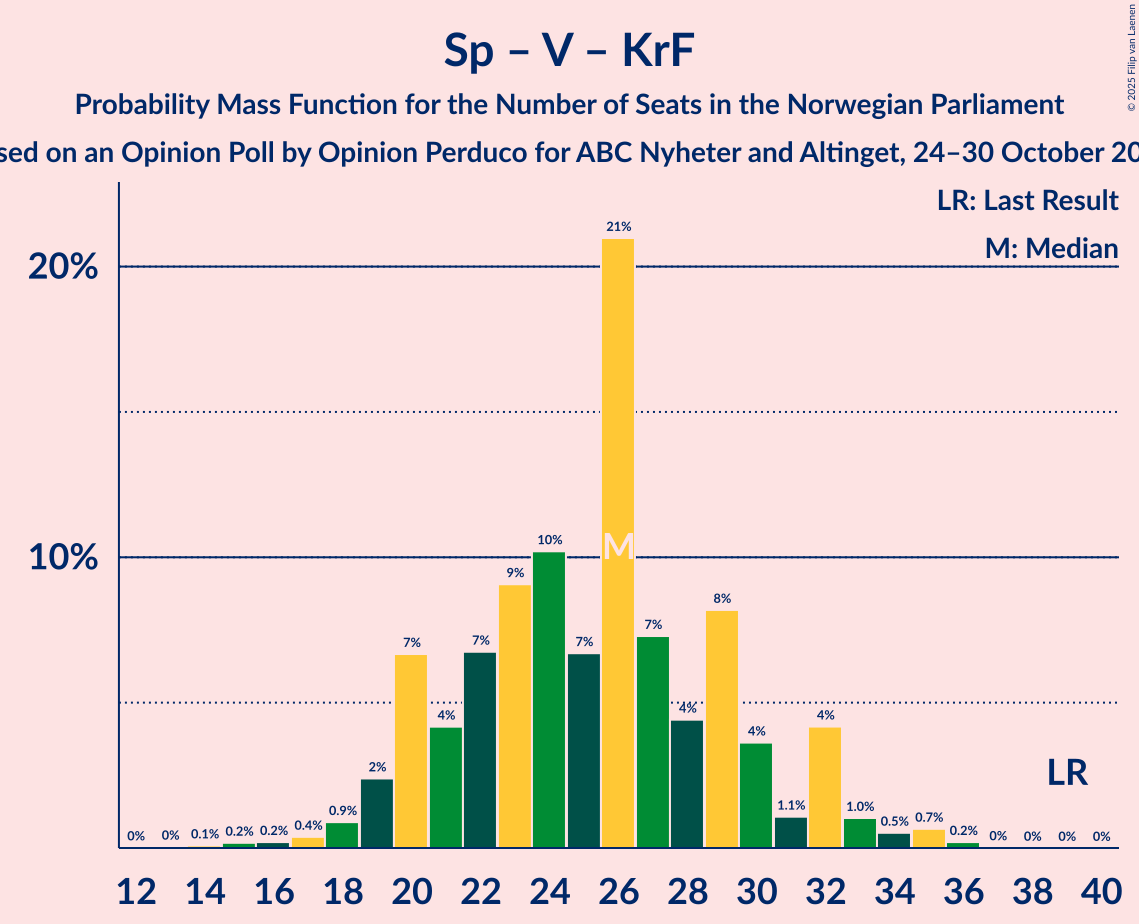 Sp – V – KrF
Probability Mass Function for the Number of Seats in the Norwegian Parliament
on an Opinion Poll by Opinion Perduco for ABC Nyheter and Altinget, 24–30 October
© 2025 Filip van Laenen
LR: Last Result
M: Median
20%
10%
0% 0% 0.1% 0.2% 0.2% 0.4% 0.9% 2% 7% 4% 7% 9% 10% 7% 21% 7% 4% 8% 4% 1.1% 4% 1.0% 0.5% 0.7% 0.2% 0% 0% 0% 0%
M
LR
12 14 16 18 20 22 24 26 28 30 32 34 36 38 40